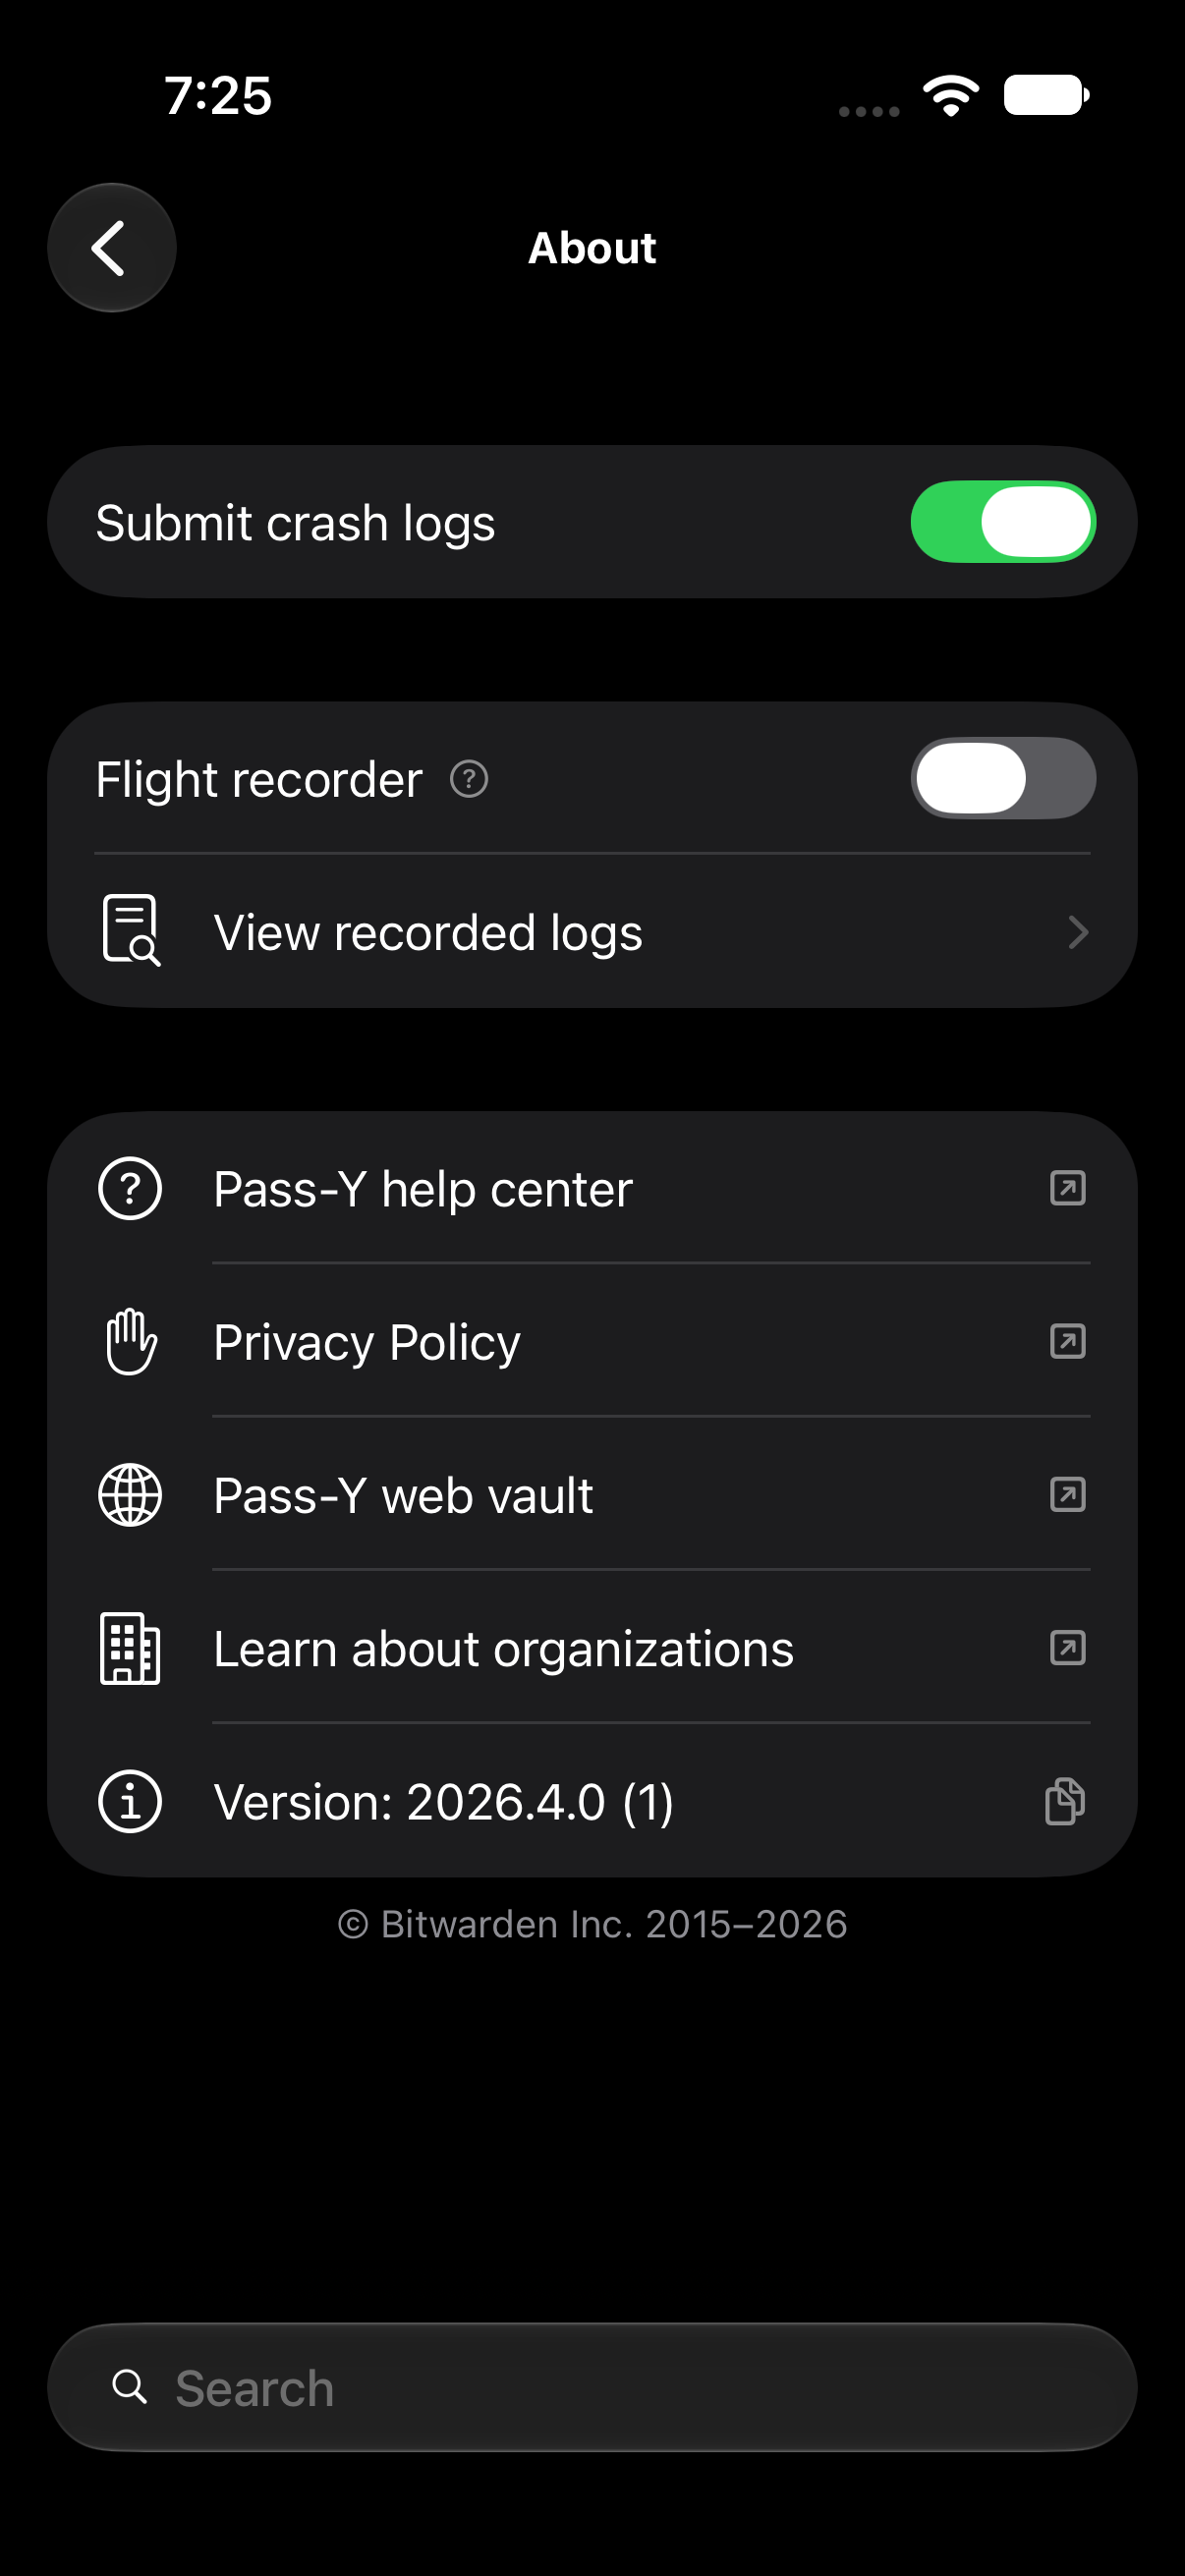 7:25
About
Submit crash logs
Flight recorder
View recorded logs
Pass-Y help center
Privacy Policy
Pass-Y web vault
Learn about organizations
Version: 2026.4.0 (1)
© Bitwarden Inc. 2015–2026
Search